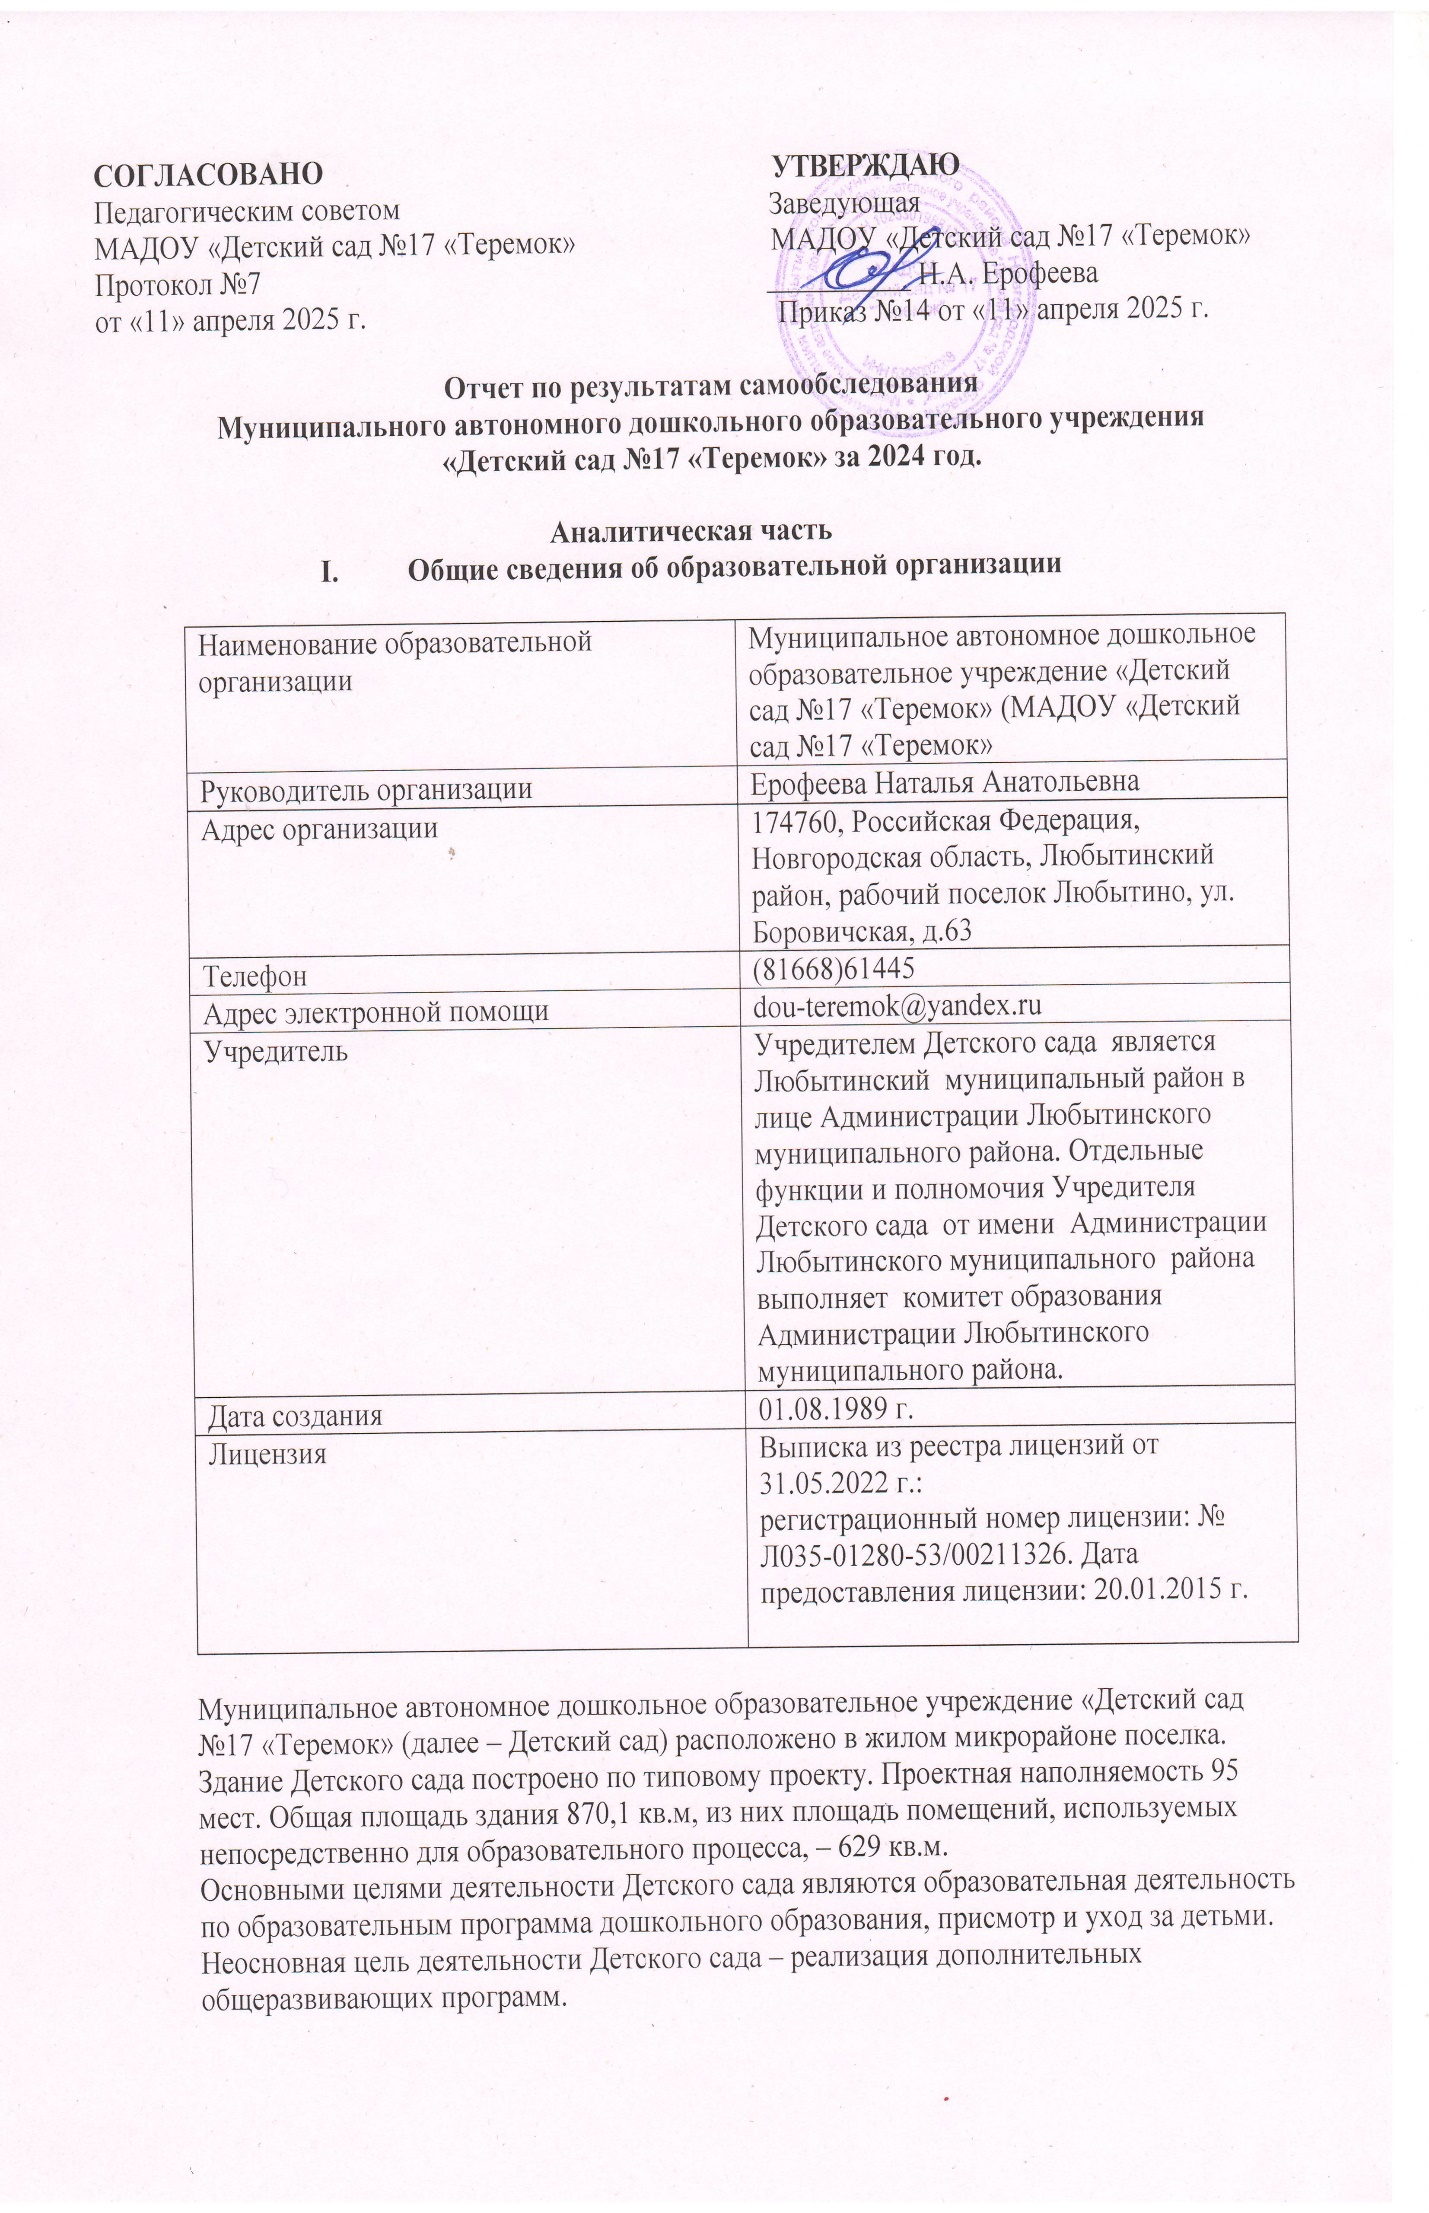 СОГЛАСОВАНО
Педагогическим советом
МАДОУ «Детский сад №17 «Теремок»
Протокол №7
от «11» апреля 2025 г.
УТВЕРЖДАЮ
Заведующая
МАДОУ «Детский сад №17 «Теремок»
Н.А. Ерофеева
Приказ №14 от «11» апреля 2025 г.
Отчет по результатам самообследования
Муниципального автономного дошкольного образовательного учреждения
«Детский сад №17 «Теремок» за 2024 год.
Аналитическая часть
I. Общие сведения об образовательной организации
Наименование образовательной
организации
Муниципальное автономное дошкольное
образовательное учреждение «Детский
сад №17 «Теремок» (МАДОУ «Детский
сад №17 «Теремок»
Руководитель организации
Ерофеева Наталья Анатольевна
Адрес организации
174760, Российская Федерация,
Новгородская область, Любытинский
район, рабочий поселок Любытино, ул.
Боровичская, д.63
Телефон
(81668)61445
Адрес электронной помощи
dou-teremok@yandex.ru
Учредитель
Учредителем Детского сада является
Любытинский муниципальный район в
лице Администрации Любытинского
муниципального района. Отдельные
функции и полномочия Учредителя
Детского сада от имени Администрации
Любытинского муниципального района
выполняет комитет образования
Администрации Любытинского
муниципального района.
Дата создания
01.08.1989 г.
Лицензия
Выписка из реестра лицензий от
31.05.2022 г.:
регистрационный номер лицензии: №
Л035-01280-53/00211326. Дата
предоставления лицензии: 20.01.2015 г.
Муниципальное автономное дошкольное образовательное учреждение «Детский сад
№17 «Теремок» (далее – Детский сад) расположено в жилом микрорайоне поселка.
Здание Детского сада построено по типовому проекту. Проектная наполняемость 95
мест. Общая площадь здания 870,1 кв.м, из них площадь помещений, используемых
непосредственно для образовательного процесса, – 629 кв.м.
Основными целями деятельности Детского сада являются образовательная деятельность
по образовательным программа дошкольного образования, присмотр и уход за детьми.
Неосновная цель деятельности Детского сада – реализация дополнительных
общеразвивающих программ.